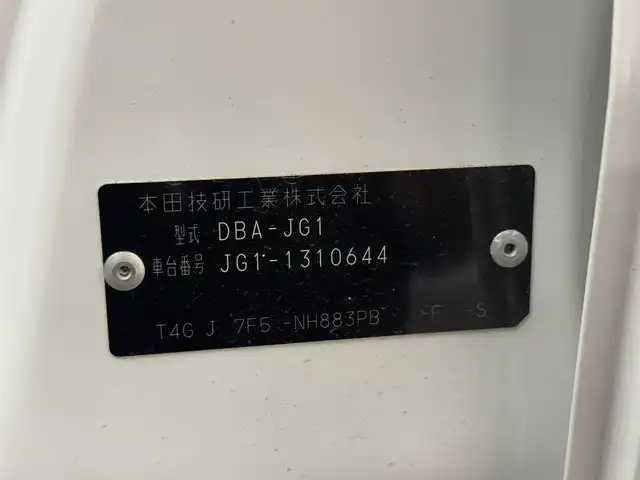 本田技研工業株式会社
型式 DBA-JG1
車台番号 JG1-1310644
T4G J 7F5 -NH883PB -F -S